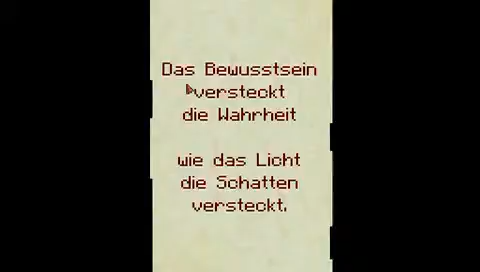 Das Bewusstsein
versteckt
die Wahrheit
wie das Licht
die Schatten
versteckt.